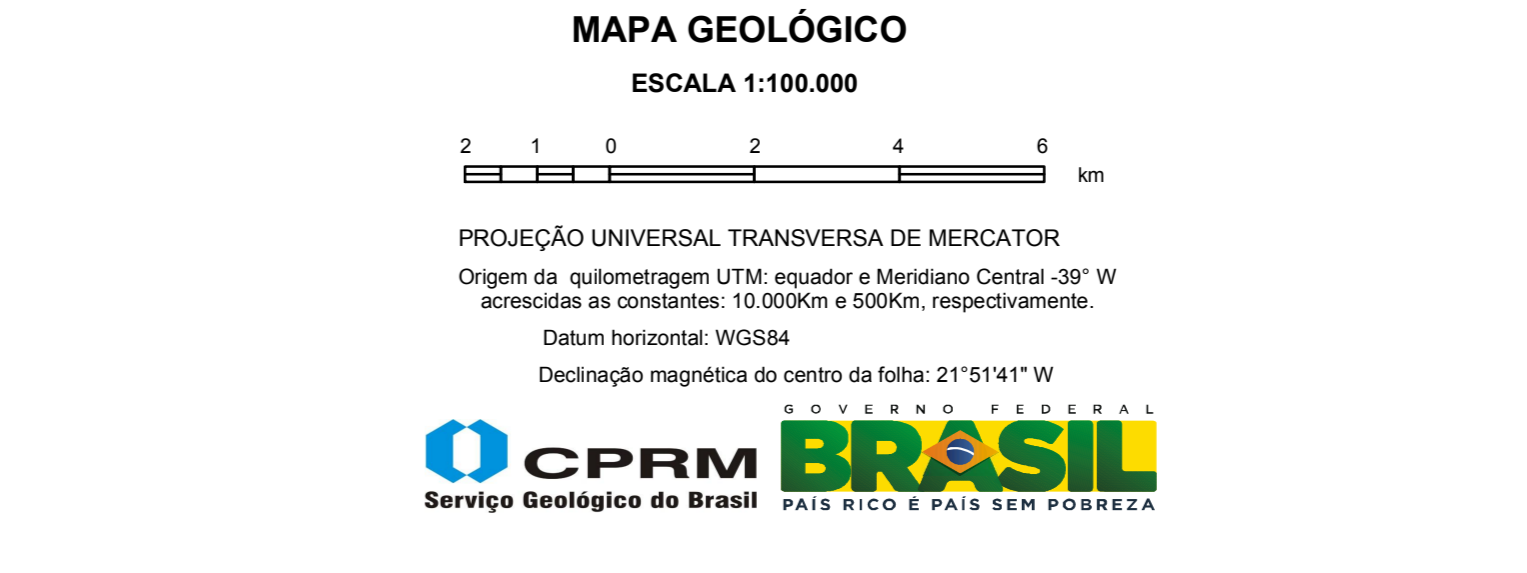 MAPA GEOLÓGICO
ESCALA 1:100.000
2 1 0 2 4 6
km
PROJEÇÃO UNIVERSAL TRANSVERSA DE MERCATOR
Origem da quilometragem UTM: equador e Meridiano Central -39° W
acrescidas as constantes: 10.000Km e 500Km, respectivamente.
Datum horizontal: WGS84
Declinação magnética do centro da folha: 21°51'41" W
CPRM
Serviço Geológico do Brasil
GOVERNO FEDERAL
BRASIL
PAÍS RICO É PAÍS SEM POBREZA